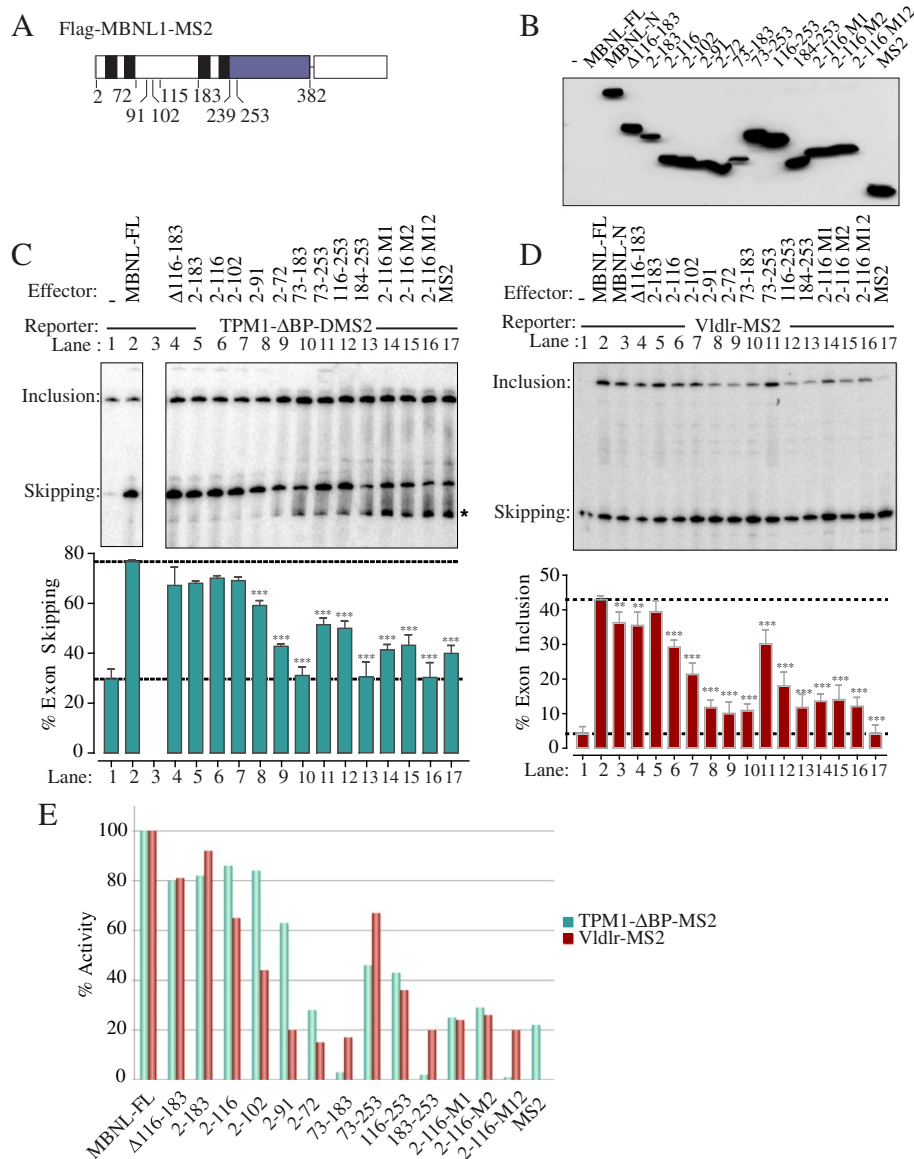 A
Flag-MBNL1-MS2
2
72
91
102
115
183
239
253
382
B
-
MBNL-FL
MBNL-N
Δ116-183
2-183
2-116
2-102
2-91
2-72
73-183
73-253
116-253
184-253
2-116 M1
2-116 M2
2-116 M12
MS2
C
Effector:
-
MBNL-FL
Δ116-183
2-183
2-116
2-102
2-91
2-72
73-183
73-253
116-253
184-253
2-116 M1
2-116 M2
2-116 M12
MS2
Reporter: TPM1-ΔBP-DMS2
Lane : 1 2 3 4 5 6 7 8 9 10 11 12 13 14 15 16 17
Inclusion:
Skipping:
*
% Exon Skipping
80
60
40
20
0
*** *** *** *** *** *** *** *** *** ***
Lane: 1 2 3 4 5 6 7 8 9 10 11 12 13 14 15 16 17
D
Effector:
-
MBNL-FL
MBNL-N
Δ116-183
2-183
2-116
2-102
2-91
2-72
73-183
73-253
116-253
184-253
2-116 M1
2-116 M2
2-116 M12
MS2
Reporter: Vldlr-MS2
Lane : 1 2 3 4 5 6 7 8 9 10 11 12 13 14 15 16 17
Inclusion:
Skipping:
% Exon Inclusion
50
40
30
20
10
0
** ** *** *** *** *** *** *** *** *** *** *** *** ***
Lane: 1 2 3 4 5 6 7 8 9 10 11 12 13 14 15 16 17
E
% Activity
100
80
60
40
20
0
MBNL-FL
Δ116-183
2-183
2-116
2-102
2-91
2-72
73-183
73-253
116-253
183-253
2-116-M1
2-116-M2
2-116-M12
MS2
TPM1-ΔBP-MS2
Vldlr-MS2